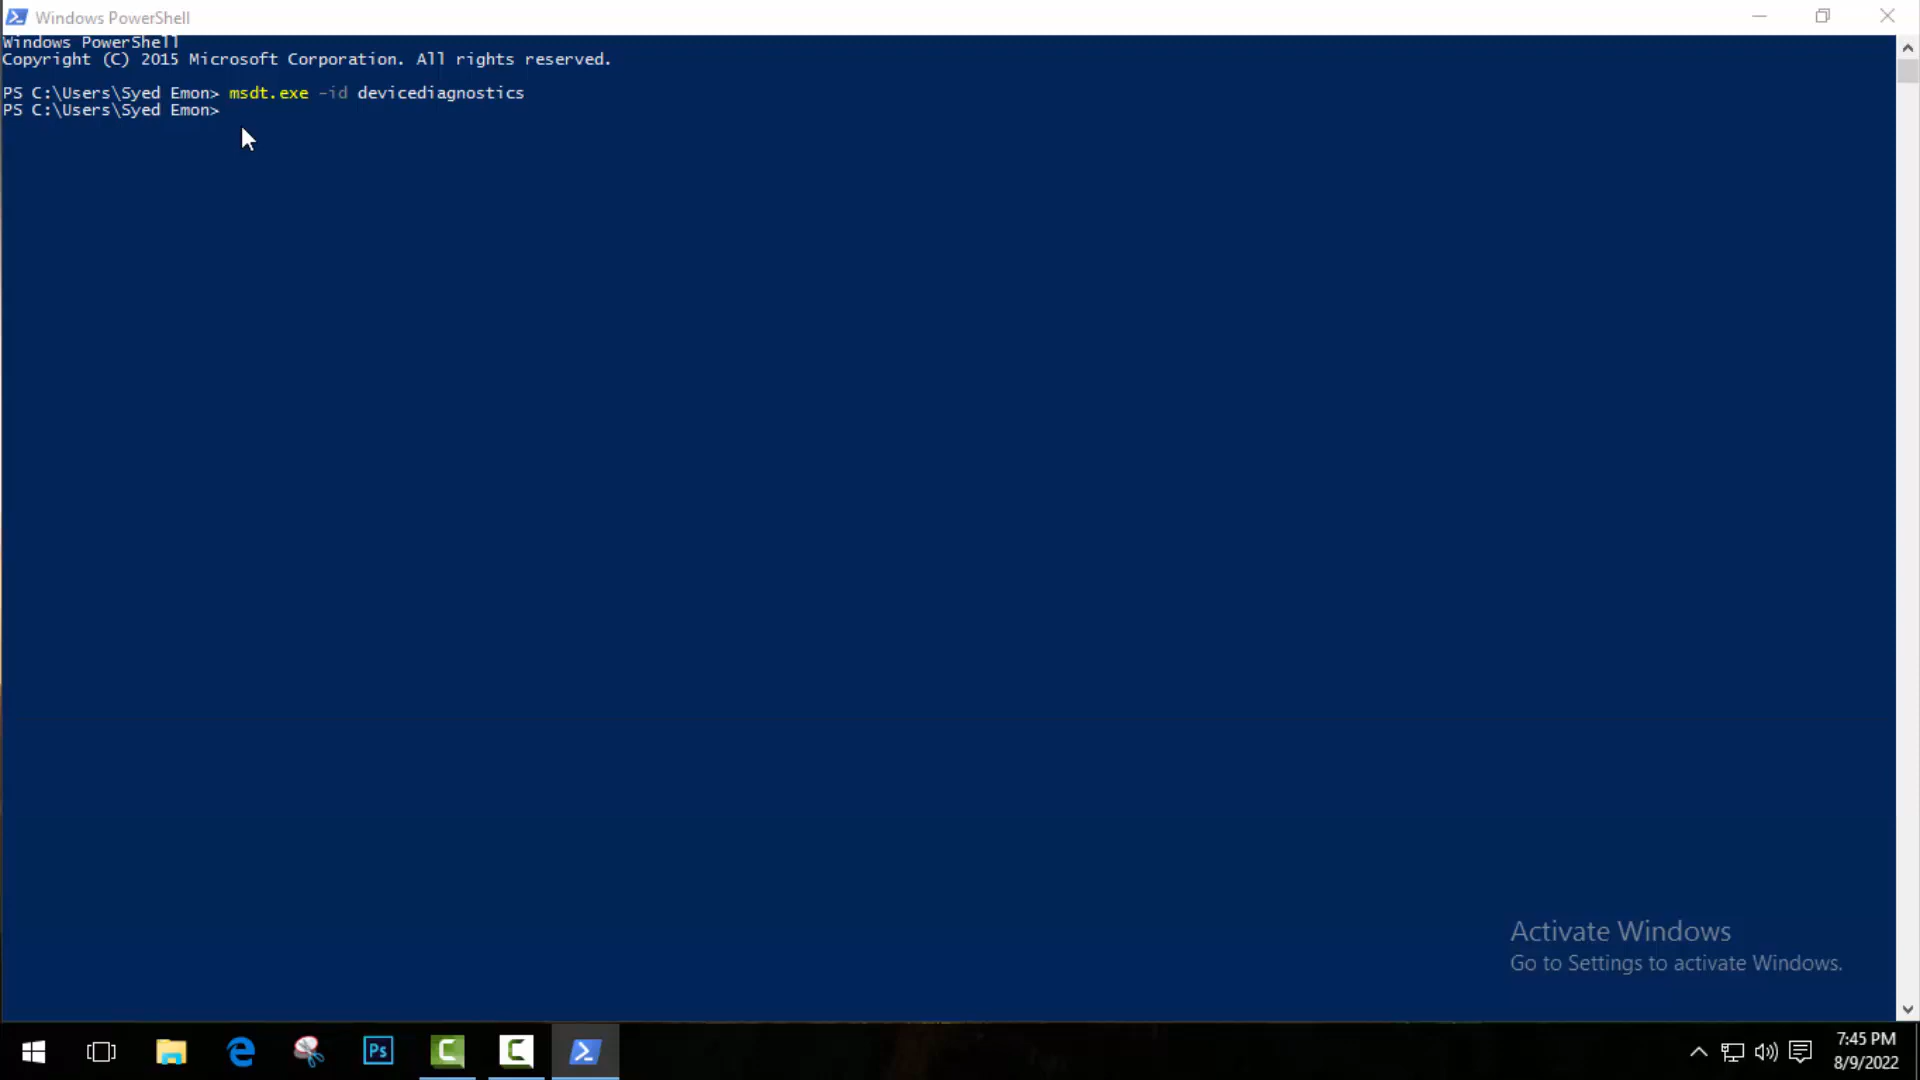 Windows PowerShell
Windows PowerShell
Copyright (C) 2015 Microsoft Corporation. All rights reserved.
PS C:\Users\Syed Emon> msdt.exe -id devicediagnostics
PS C:\Users\Syed Emon>
Activate Windows
Go to Settings to activate Windows.
Ps
7:45 PM
8/9/2022